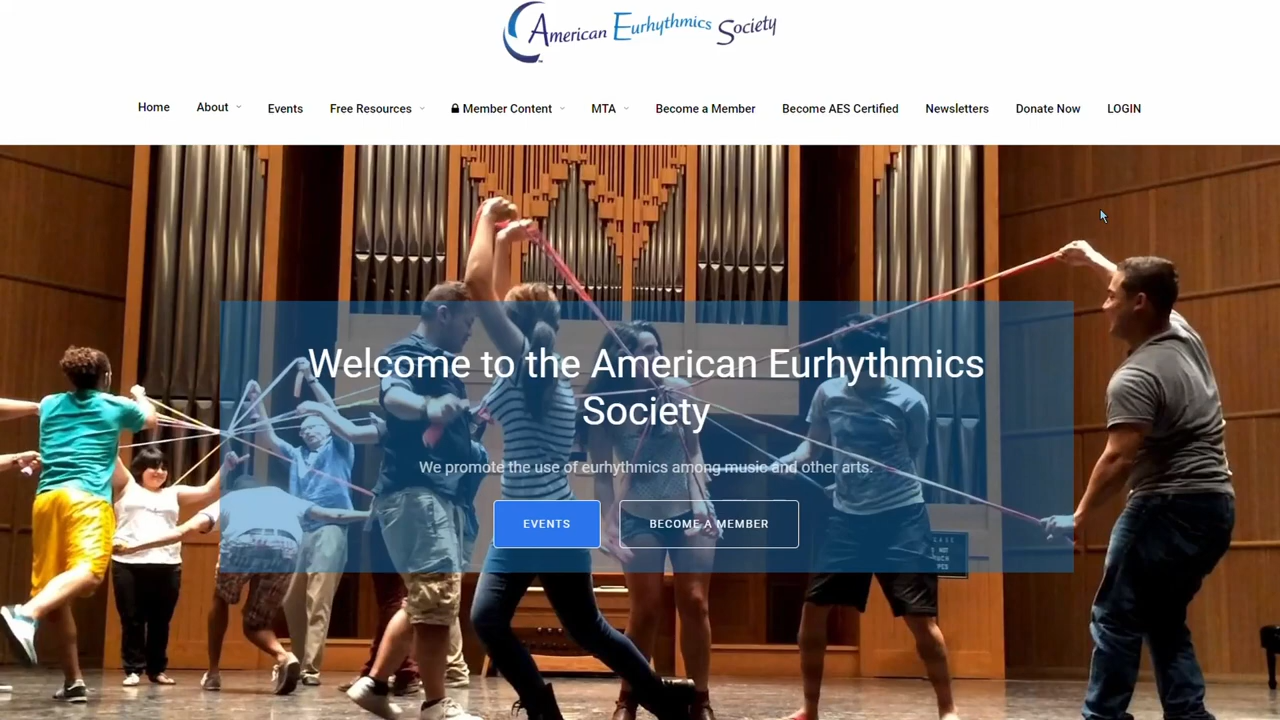 American Eurhythmics Society
Home About Events Free Resources Member Content MTA Become a Member Become AES Certified Newsletters Donate Now LOGIN
Welcome to the American Eurhythmics
Society
We promote the use of eurhythmics among music and other arts.
EVENTS BECOME A MEMBER